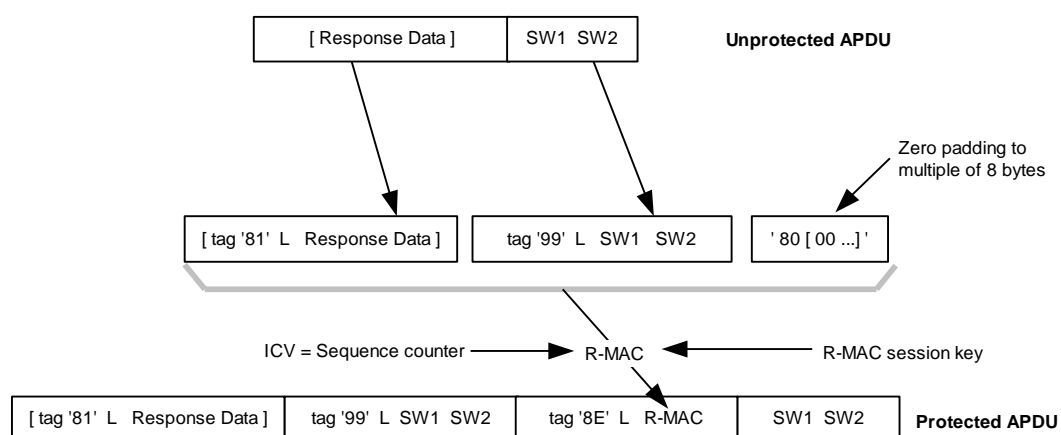 [ Response Data ] SW1 SW2 Unprotected APDU
Zero padding to
multiple of 8 bytes
[ tag '81' L Response Data ] tag '99' L SW1 SW2 ' 80 [ 00 ...] '
ICV = Sequence counter R-MAC R-MAC session key
[ tag '81' L Response Data ] tag '99' L SW1 SW2 tag '8E' L R-MAC SW1 SW2 Protected APDU